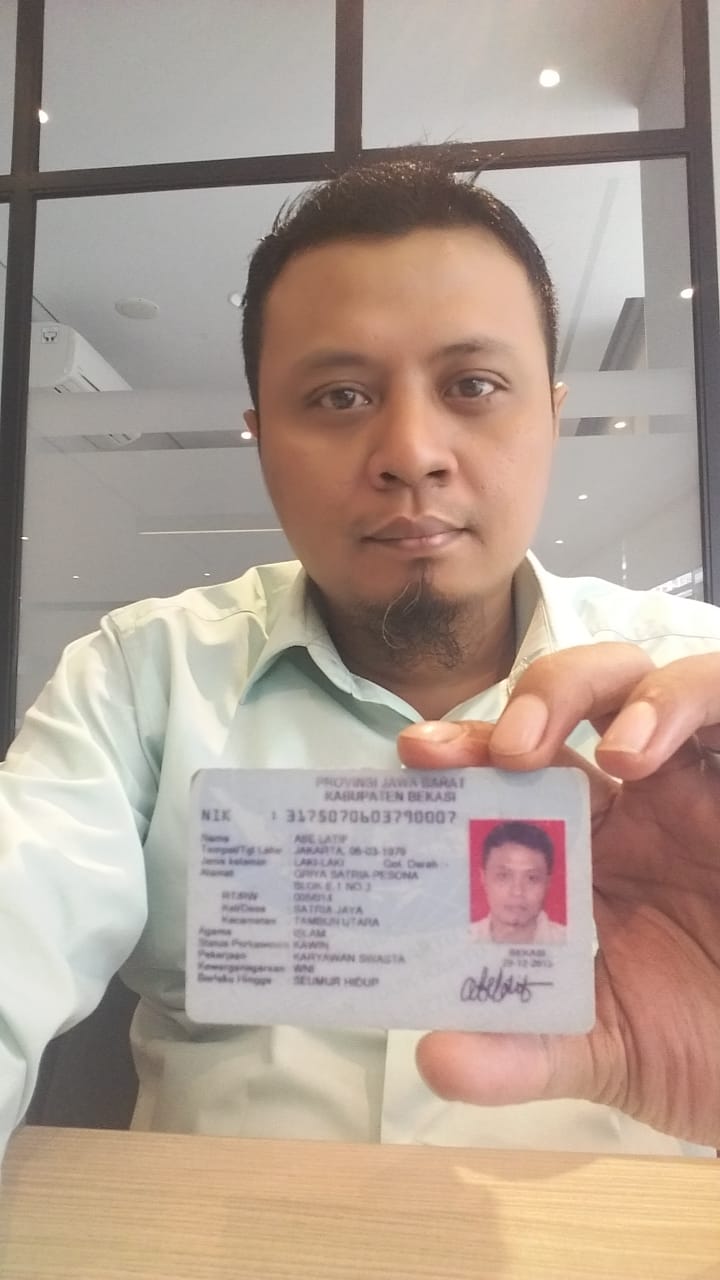 PROVINSI JAWA BARAT
KABUPATEN BEKASI
NIK : 3175070603790007
Nama : ABE LATIF
Tempat/Tgl Lahir : JAKARTA, 06-03-1979
Jenis kelamin : LAKI-LAKI Gol. Darah : -
Alamat : GRIYA SATRIA PESONA
BLOK E.1 NO.3
RT/RW
Kel/Desa : SATRIA JAYA
Kecamatan : TAMBUN UTARA
Agama : ISLAM
Status Perkawinan : KAWIN
Pekerjaan : KARYAWAN SWASTA
Kewarganegaraan : WNI
Berlaku Hingga : SEUMUR HIDUP
BEKASI